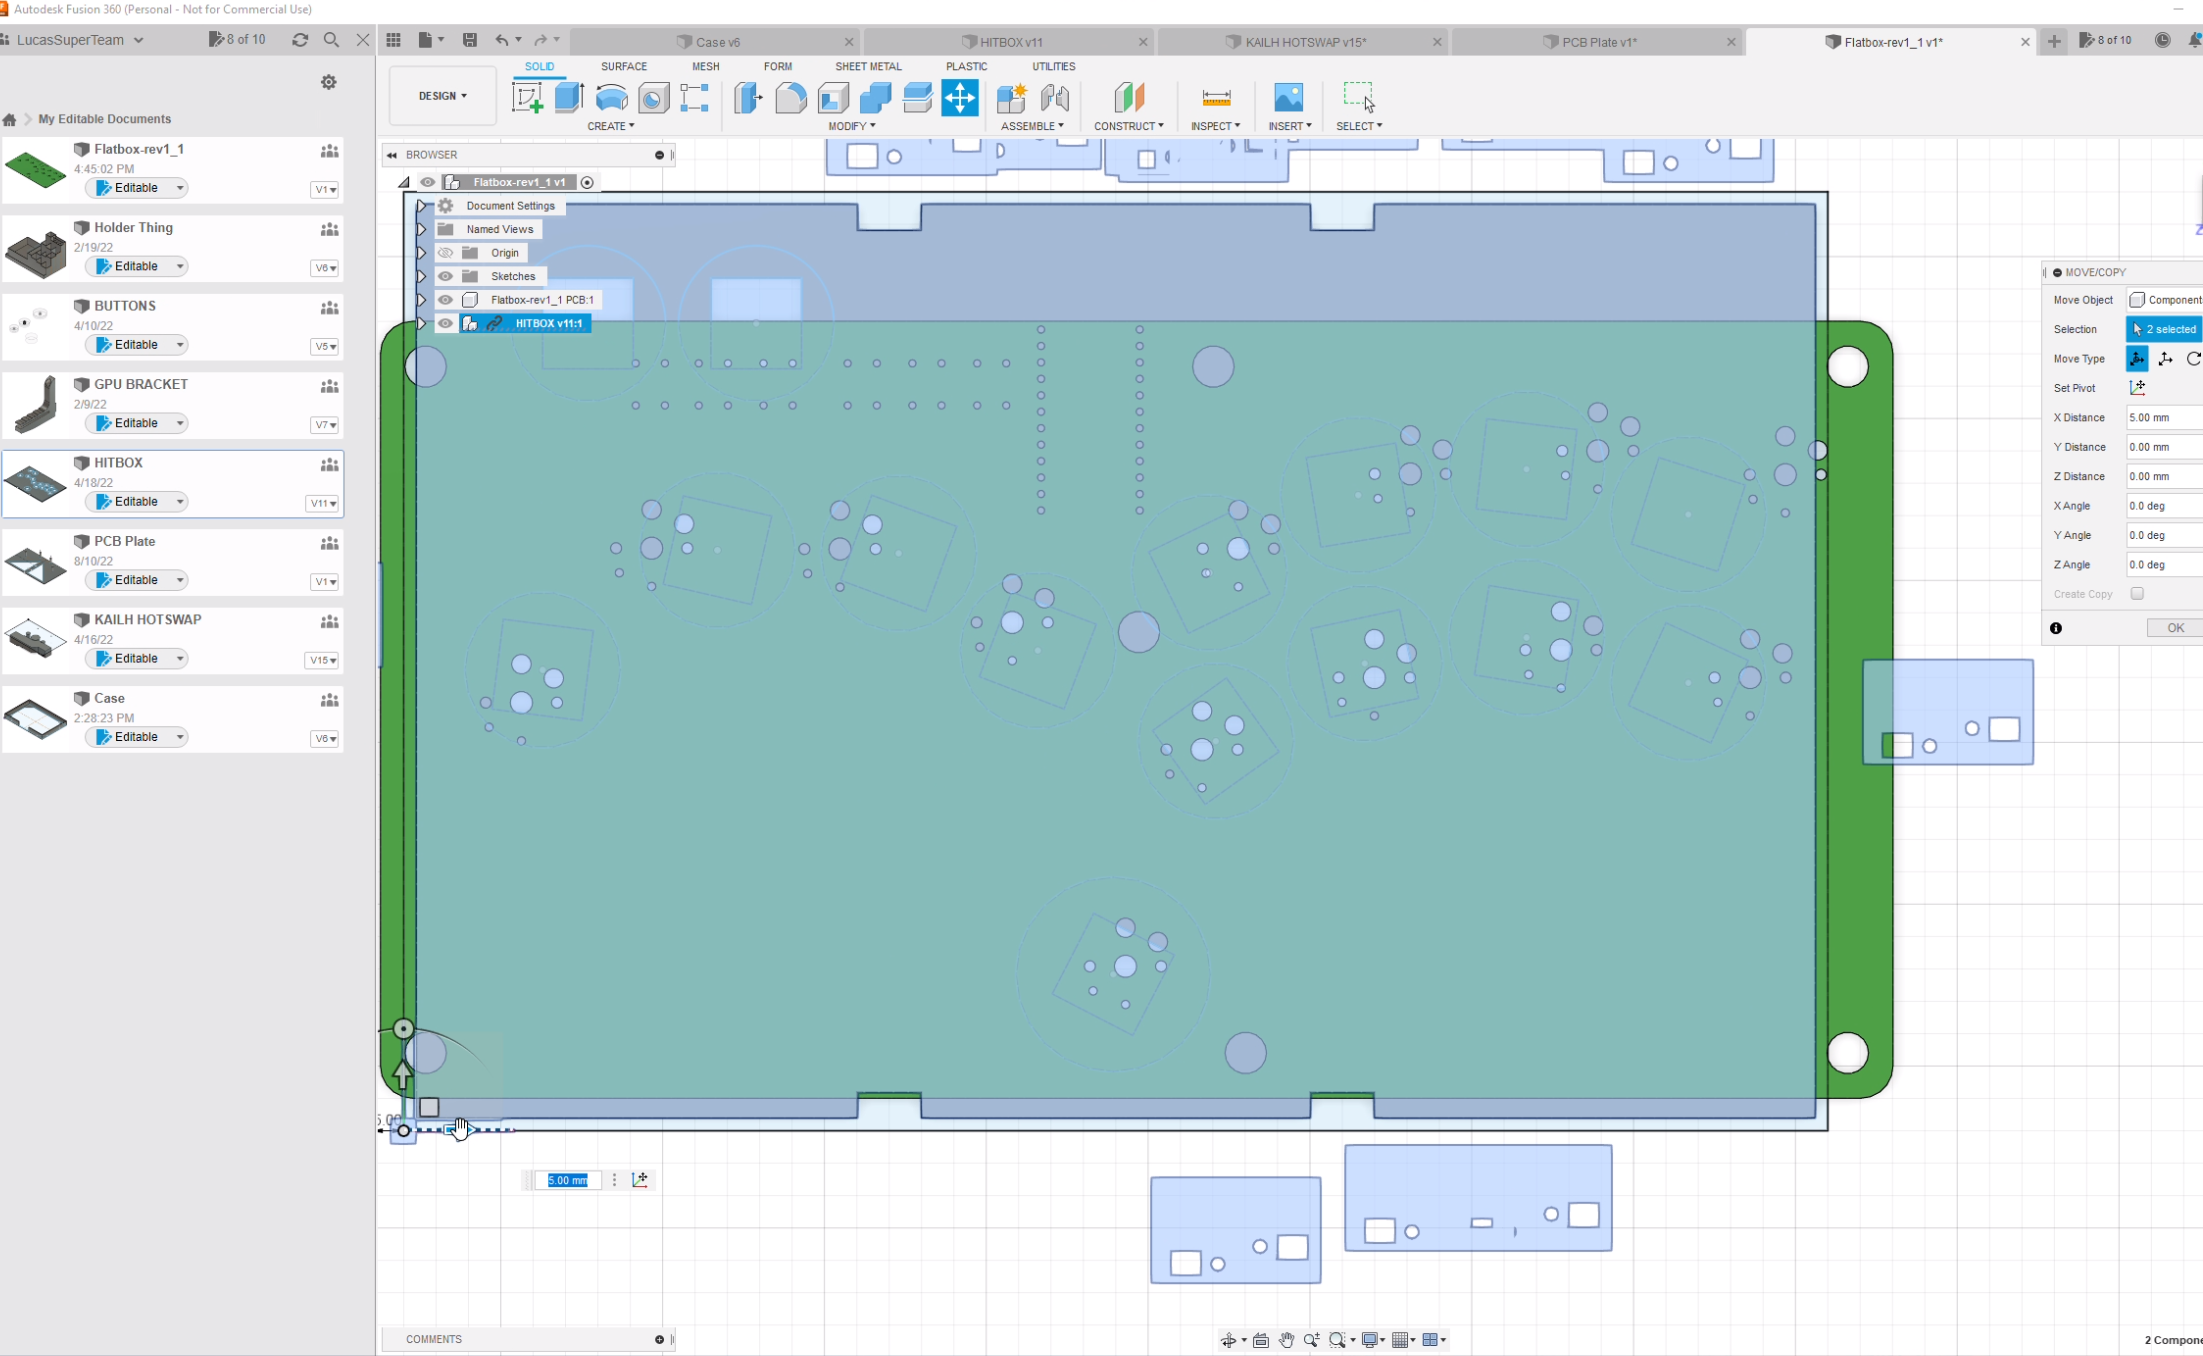 Autodesk Fusion 360 (Personal - Not for Commercial Use)
LucasSuperTeam
8 of 10
Case v6
HITBOX v11
KAILH HOTSWAP v15*
PCB Plate v1*
Flatbox-rev1_1 v1*
8 of 10
SOLID
SURFACE
MESH
FORM
SHEET METAL
PLASTIC
UTILITIES
DESIGN
CREATE
MODIFY
ASSEMBLE
CONSTRUCT
INSPECT
INSERT
SELECT
My Editable Documents
Flatbox-rev1_1
4:45:02 PM
Editable
V1
Holder Thing
2/19/22
Editable
V6
BUTTONS
4/10/22
Editable
V5
GPU BRACKET
2/9/22
Editable
V7
HITBOX
4/18/22
Editable
V11
PCB Plate
8/10/22
Editable
V1
KAILH HOTSWAP
4/16/22
Editable
V15
Case
2:28:23 PM
Editable
V6
BROWSER
Flatbox-rev1_1 v1
Document Settings
Named Views
Origin
Sketches
Flatbox-rev1_1 PCB:1
HITBOX v11:1
Z
MOVE/COPY
Move Object Component
Selection 2 selected
Move Type
Set Pivot
X Distance 5.00 mm
Y Distance 0.00 mm
Z Distance 0.00 mm
X Angle 0.0 deg
Y Angle 0.0 deg
Z Angle 0.0 deg
Create Copy
OK
5.00
5.00 mm
COMMENTS
2 Compone